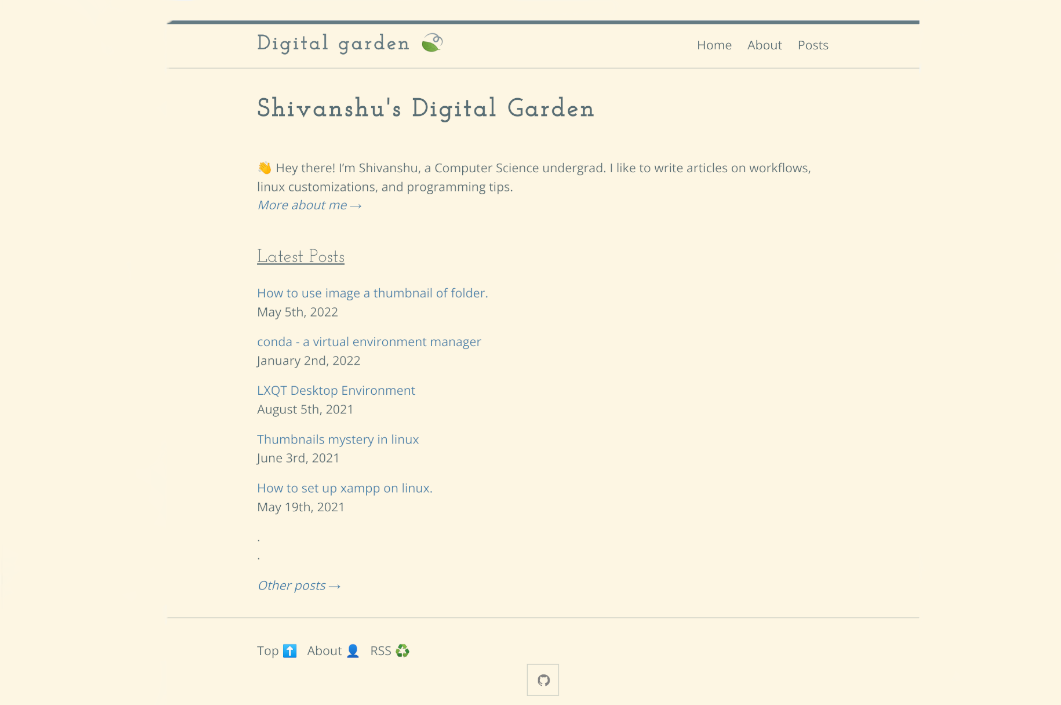 Digital garden
Home About Posts
Shivanshu's Digital Garden
👋 Hey there! I'm Shivanshu, a Computer Science undergrad. I like to write articles on workflows,
linux customizations, and programming tips.
More about me →
Latest Posts
How to use image a thumbnail of folder.
May 5th, 2022
conda - a virtual environment manager
January 2nd, 2022
LXQT Desktop Environment
August 5th, 2021
Thumbnails mystery in linux
June 3rd, 2021
How to set up xampp on linux.
May 19th, 2021
.
.
Other posts →
Top ⬆️ About 👤 RSS ♻️